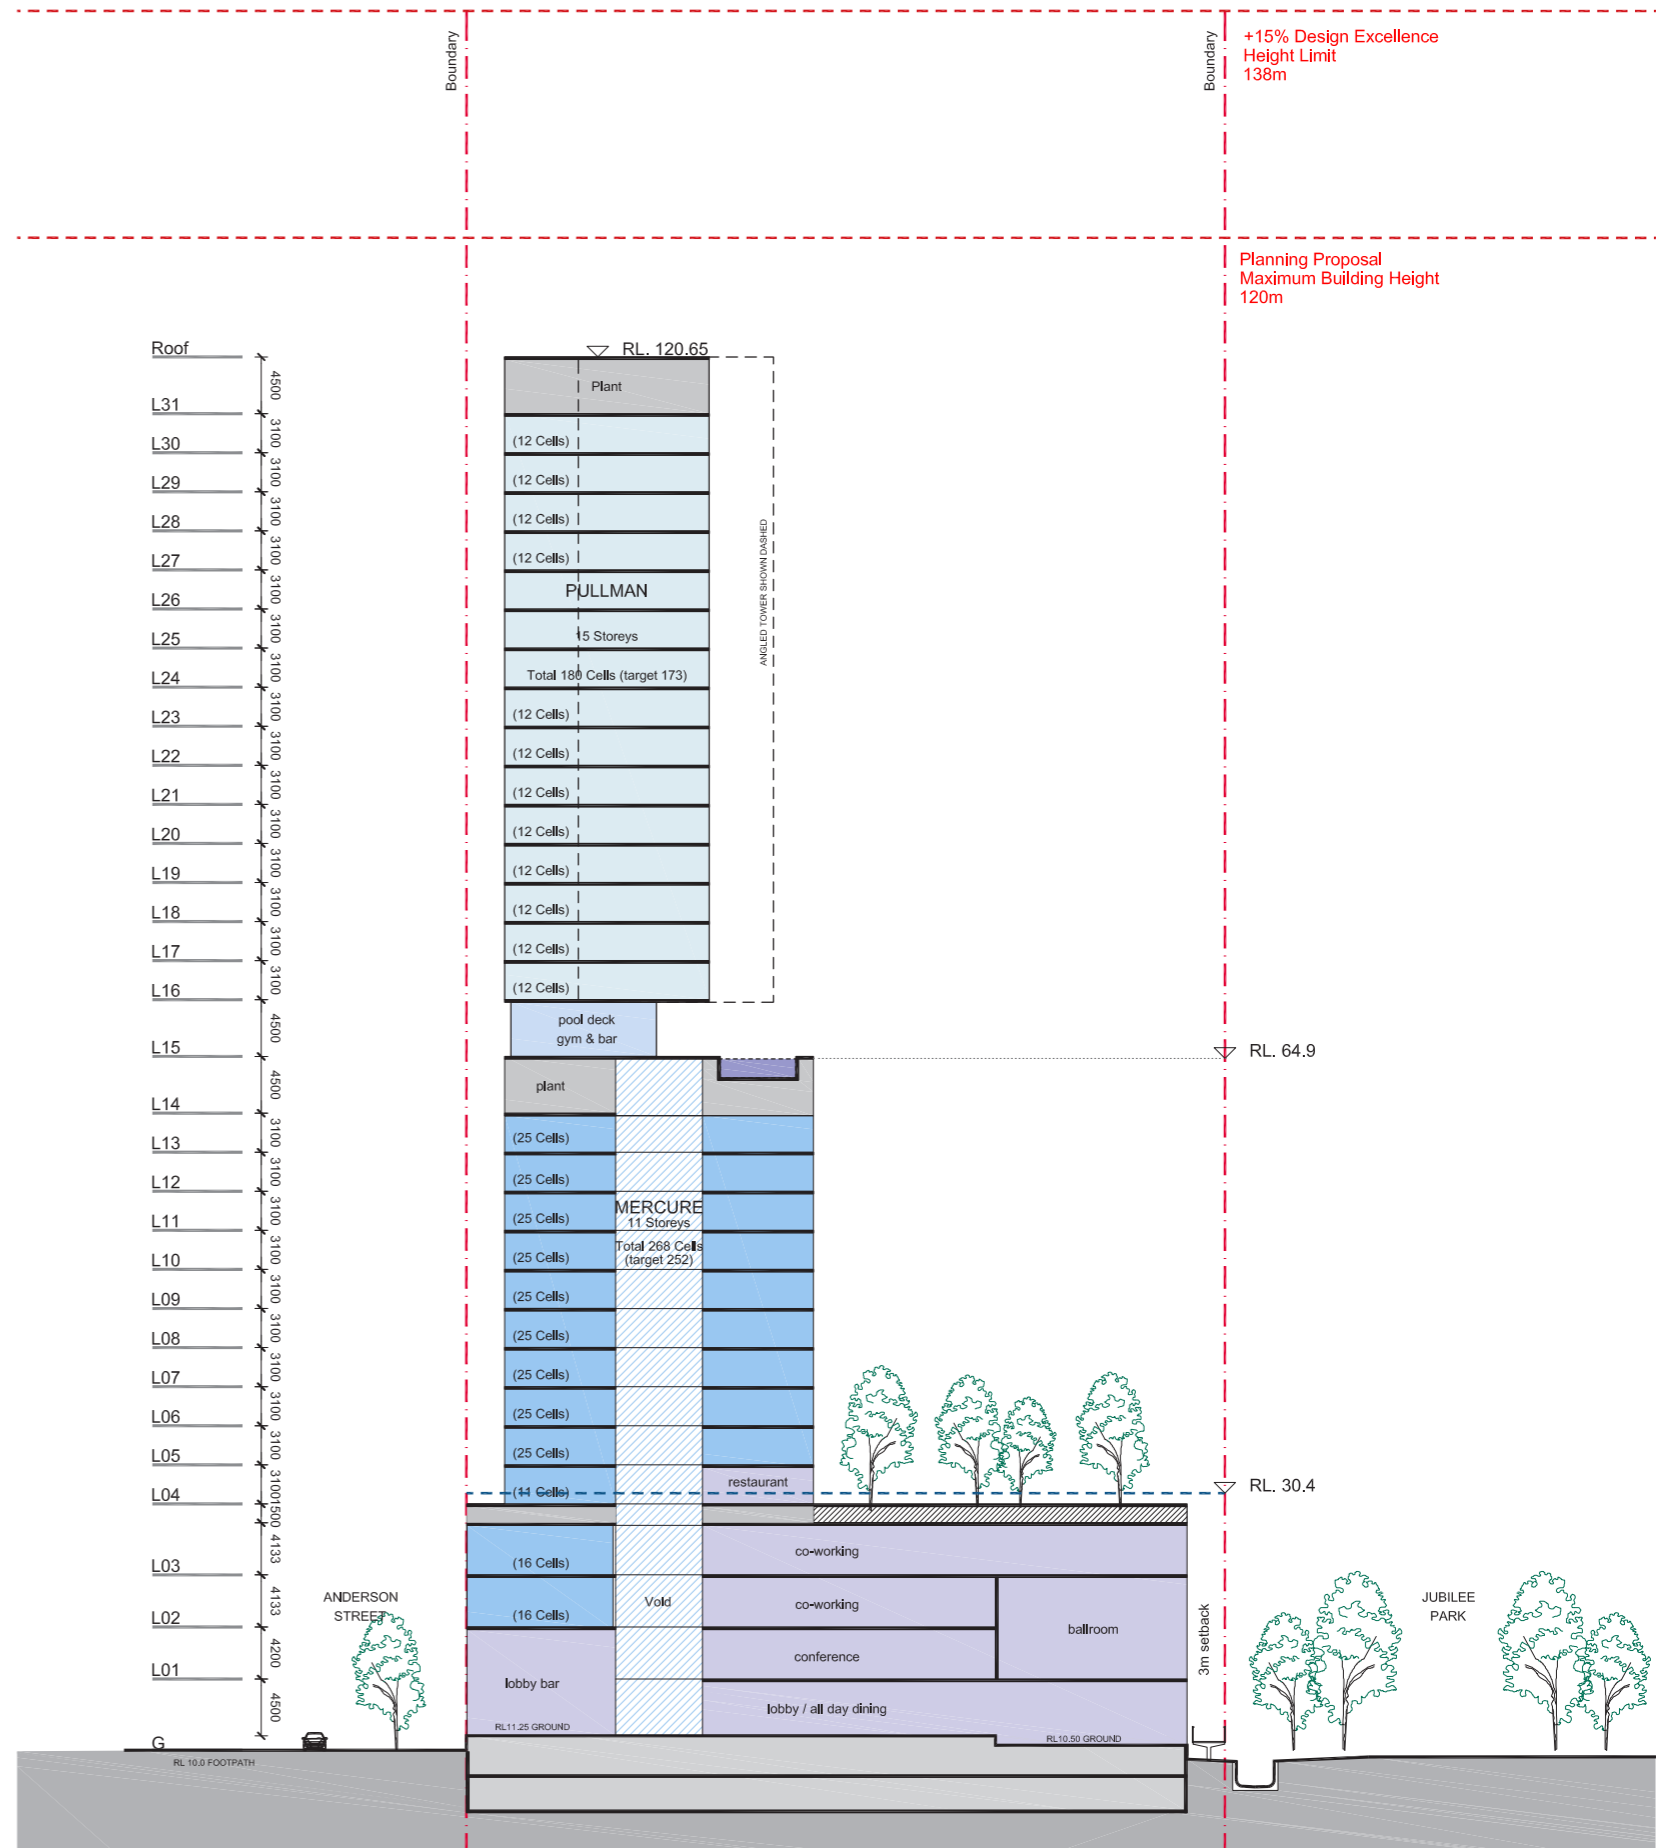 Boundary
Boundary
+15% Design Excellence
Height Limit
138m
Planning Proposal
Maximum Building Height
120m
Roof
RL. 120.65
4500
Plant
L31
3100
(12 Cells)
L30
3100
(12 Cells)
L29
3100
(12 Cells)
L28
3100
(12 Cells)
L27
3100
PULLMAN
L26
3100
15 Storeys
L25
3100
Total 180 Cells (target 173)
L24
3100
(12 Cells)
L23
3100
(12 Cells)
L22
3100
(12 Cells)
L21
3100
(12 Cells)
L20
3100
(12 Cells)
L19
3100
(12 Cells)
L18
3100
(12 Cells)
L17
3100
(12 Cells)
L16
ANGLED TOWER SHOWN DASHED
4500
pool deck
gym & bar
L15
RL. 64.9
4500
plant
L14
3100
(25 Cells)
L13
3100
(25 Cells)
L12
3100
(25 Cells)
MERCURE
11 Storeys
L11
3100
(25 Cells)
Total 268 Cells
(target 252)
L10
3100
(25 Cells)
L09
3100
(25 Cells)
L08
3100
(25 Cells)
L07
3100
(25 Cells)
L06
3100
(25 Cells)
L05
3100
(11 Cells)
restaurant
RL. 30.4
L04
1500
4133
(16 Cells)
co-working
L03
4133
(16 Cells)
Void
co-working
ballroom
ANDERSON
STREET
JUBILEE
PARK
L02
4200
conference
3m setback
L01
4500
lobby bar
lobby / all day dining
RL11.25 GROUND
RL10.50 GROUND
G
RL 10.0 FOOTPATH